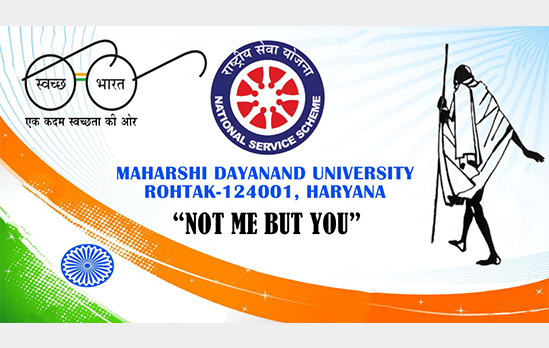 स्वच्छ भारत
एक कदम स्वच्छता की ओर
राष्ट्रीय सेवा योजना
NATIONAL SERVICE SCHEME
MAHARSHI DAYANAND UNIVERSITY
ROHTAK-124001, HARYANA
“NOT ME BUT YOU”